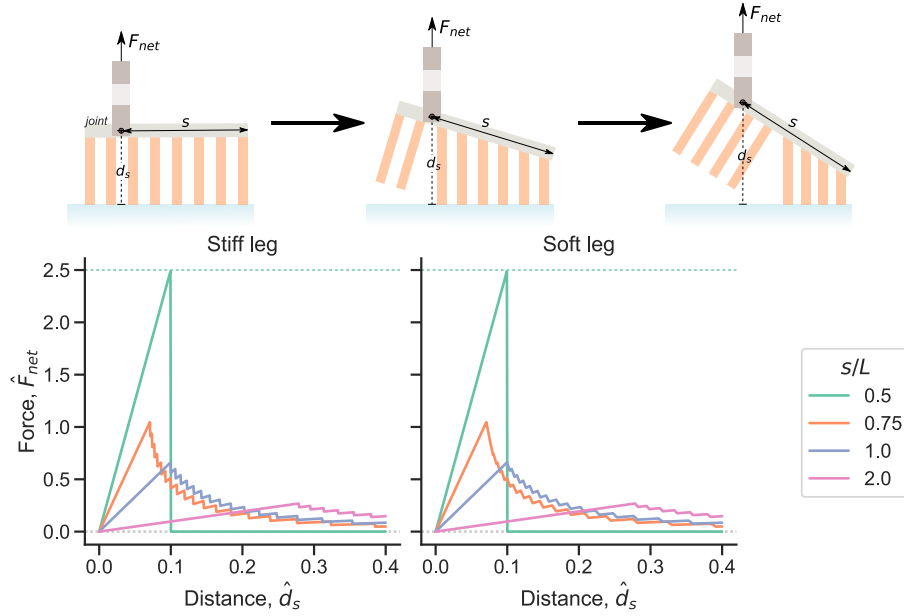 F_net
F_net
F_net
joint
s
s
s
d_s
d_s
d_s
Stiff leg
Soft leg
Force, F̂_net
2.5
2.0
1.5
1.0
0.5
0.0
0.0 0.1 0.2 0.3 0.4
0.0 0.1 0.2 0.3 0.4
Distance, d̂_s
Distance, d̂_s
s/L
0.5
0.75
1.0
2.0